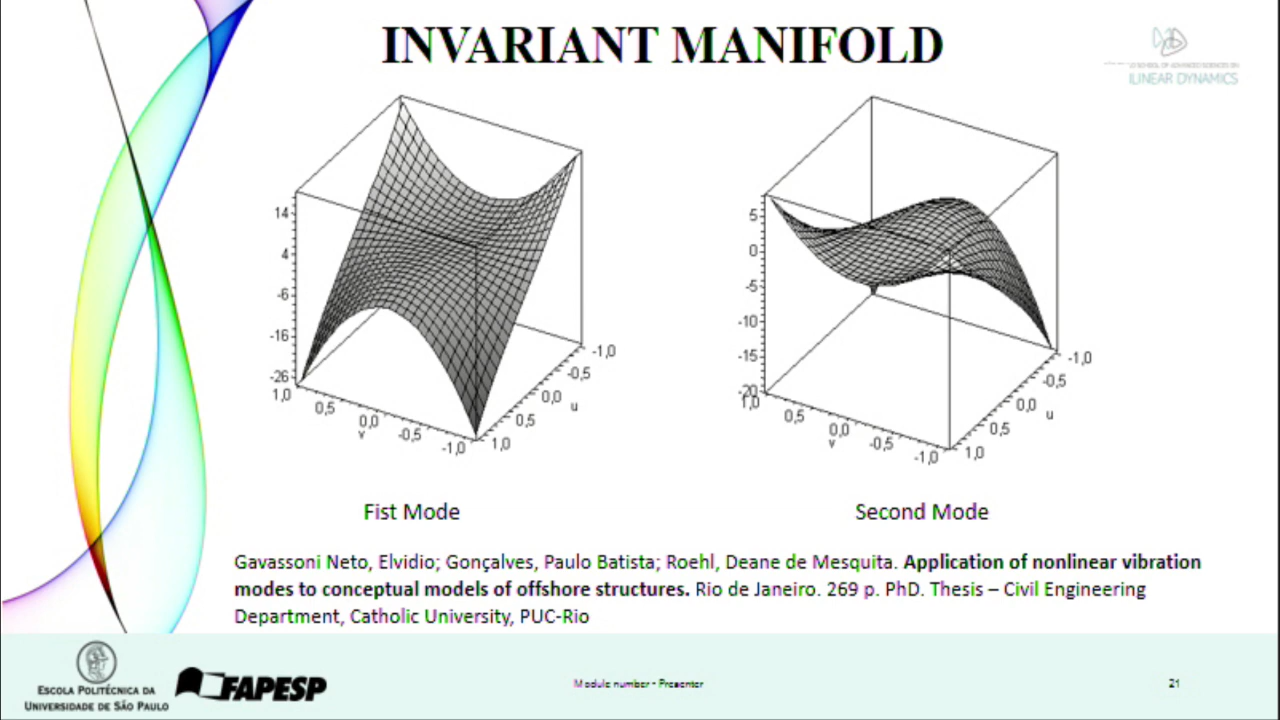 INVARIANT MANIFOLD
ILINEAR DYNAMICS
14
4
-6
-16
-26
1,0
0,5
0,0
v
-0,5
-1,0
1,0
0,5
0,0
u
-0,5
-1,0
5
0
-5
-10
-15
-20
1,0
0,5
0,0
v
-0,5
-1,0
1,0
0,5
0,0
u
-0,5
-1,0
Fist Mode
Second Mode
Gavassoni Neto, Elvidio; Gonçalves, Paulo Batista; Roehl, Deane de Mesquita. Application of nonlinear vibration
modes to conceptual models of offshore structures. Rio de Janeiro. 269 p. PhD. Thesis – Civil Engineering
Department, Catholic University, PUC-Rio
ESCOLA POLITÉCNICA DA
UNIVERSIDADE DE SÃO PAULO
FAPESP
Module number - Presenter
21